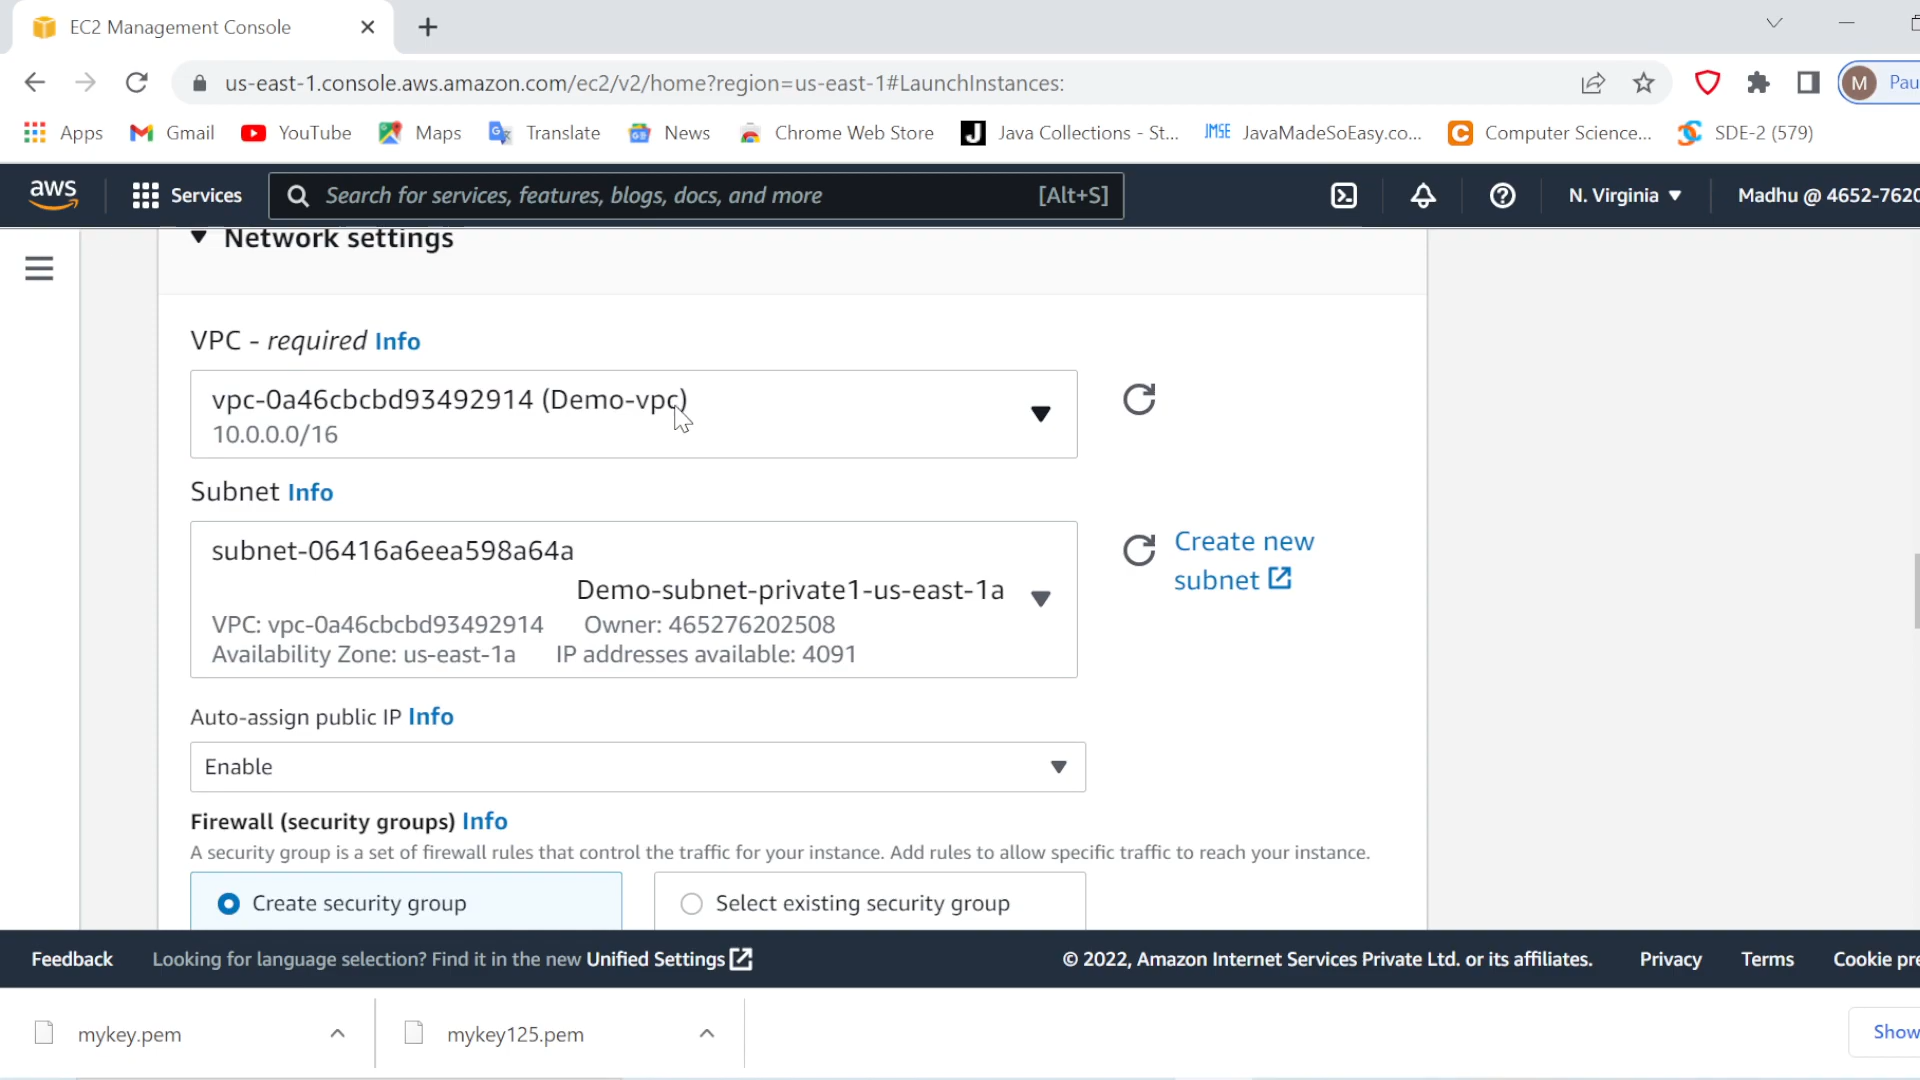 EC2 Management Console
us-east-1.console.aws.amazon.com/ec2/v2/home?region=us-east-1#LaunchInstances:
M Pau
Apps Gmail YouTube Maps Translate News Chrome Web Store Java Collections - St... JMSE JavaMadeSoEasy.co... Computer Science... SDE-2 (579)
aws Services Search for services, features, blogs, docs, and more [Alt+S] N. Virginia Madhu @ 4652-7620
Network settings
VPC - required Info
vpc-0a46cbcbd93492914 (Demo-vpc)
10.0.0.0/16
Subnet Info
subnet-06416a6eea598a64a
Demo-subnet-private1-us-east-1a
VPC: vpc-0a46cbcbd93492914 Owner: 465276202508
Availability Zone: us-east-1a IP addresses available: 4091
Create new
subnet
Auto-assign public IP Info
Enable
Firewall (security groups) Info
A security group is a set of firewall rules that control the traffic for your instance. Add rules to allow specific traffic to reach your instance.
Create security group Select existing security group
Feedback Looking for language selection? Find it in the new Unified Settings © 2022, Amazon Internet Services Private Ltd. or its affiliates. Privacy Terms Cookie pre
mykey.pem mykey125.pem Show